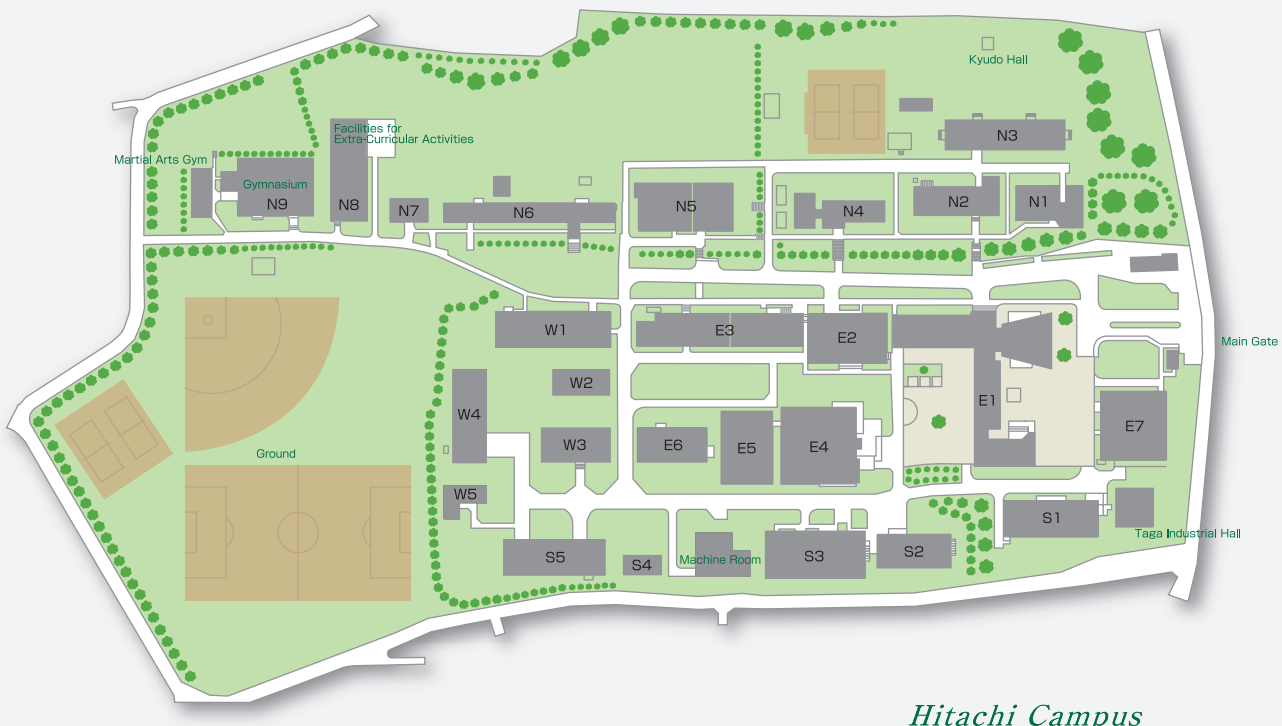 Kyudo Hall
Facilities for
Extra-Curricular Activities
N3
Martial Arts Gym
Gymnasium
N9
N8
N7
N6
N5
N4
N2
N1
W1
E3
E2
Main Gate
W2
E1
W4
W3
E6
E5
E4
E7
Ground
W5
S1
Taga Industrial Hall
S5
S4
Machine Room
S3
S2
Hitachi Campus